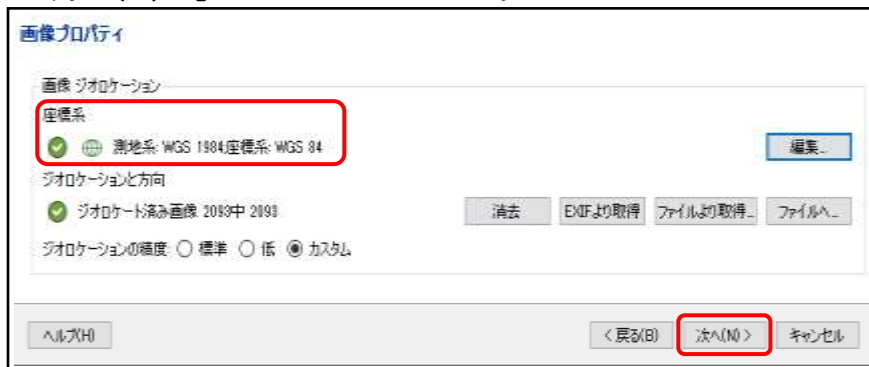 画像プロパティ
画像 ジオロケーション
座標系
測地系: WGS 1984;座標系: WGS 84
編集...
ジオロケーションと方向
ジオロケート済み画像 2093中 2093
消去 EXIFより取得 ファイルより取得... ファイルへ...
ジオロケーションの精度: 標準 低 カスタム
ヘルプ(H) < 戻る(B) 次へ(N) > キャンセル